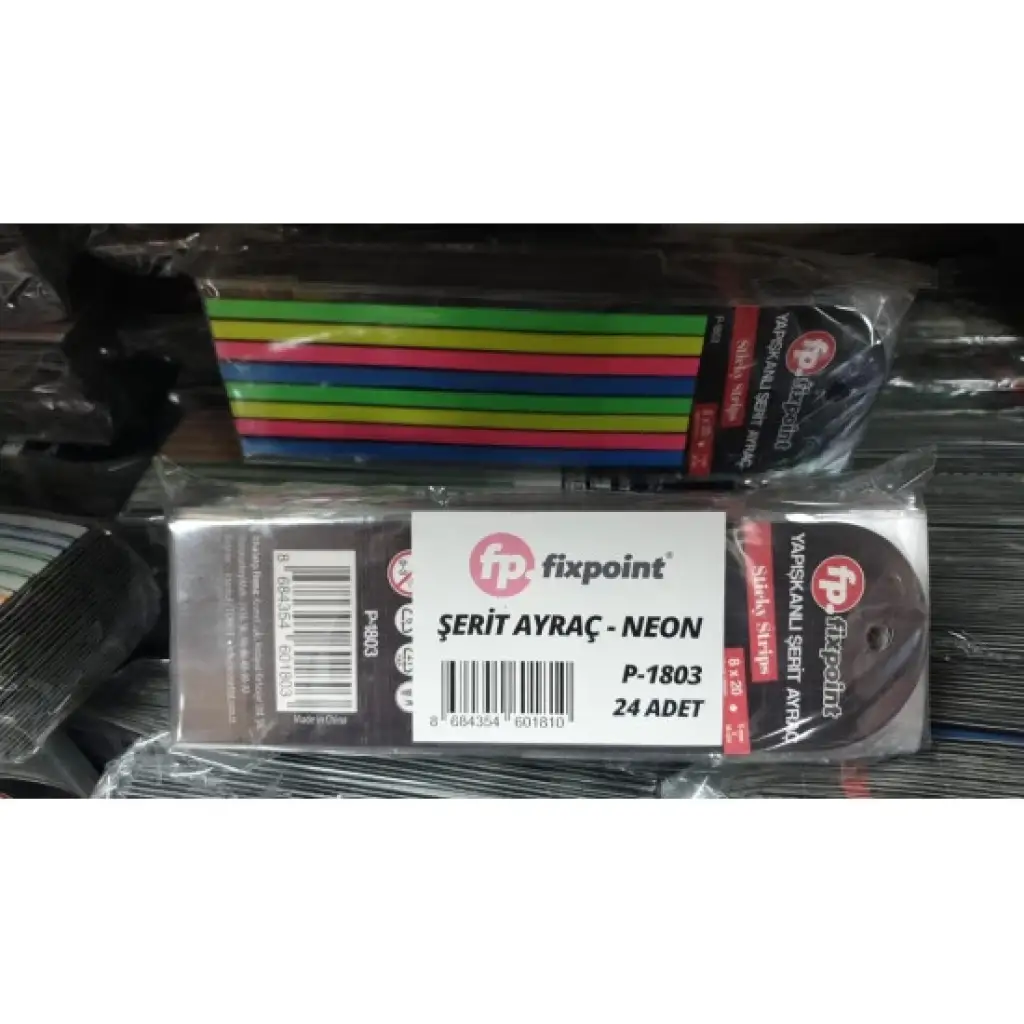 fp. fixpoint
YAPIŞKANLI ŞERİT AYRAÇ
Sticky Strips
P-1803
fp. fixpoint®
ŞERİT AYRAÇ - NEON
P-1803
24 ADET
8 684354 601810
fp. fixpoint
YAPIŞKANLI ŞERİT AYRAÇ
Sticky Strips
8 x 20
8 684354 601803
P-1803
Made in China